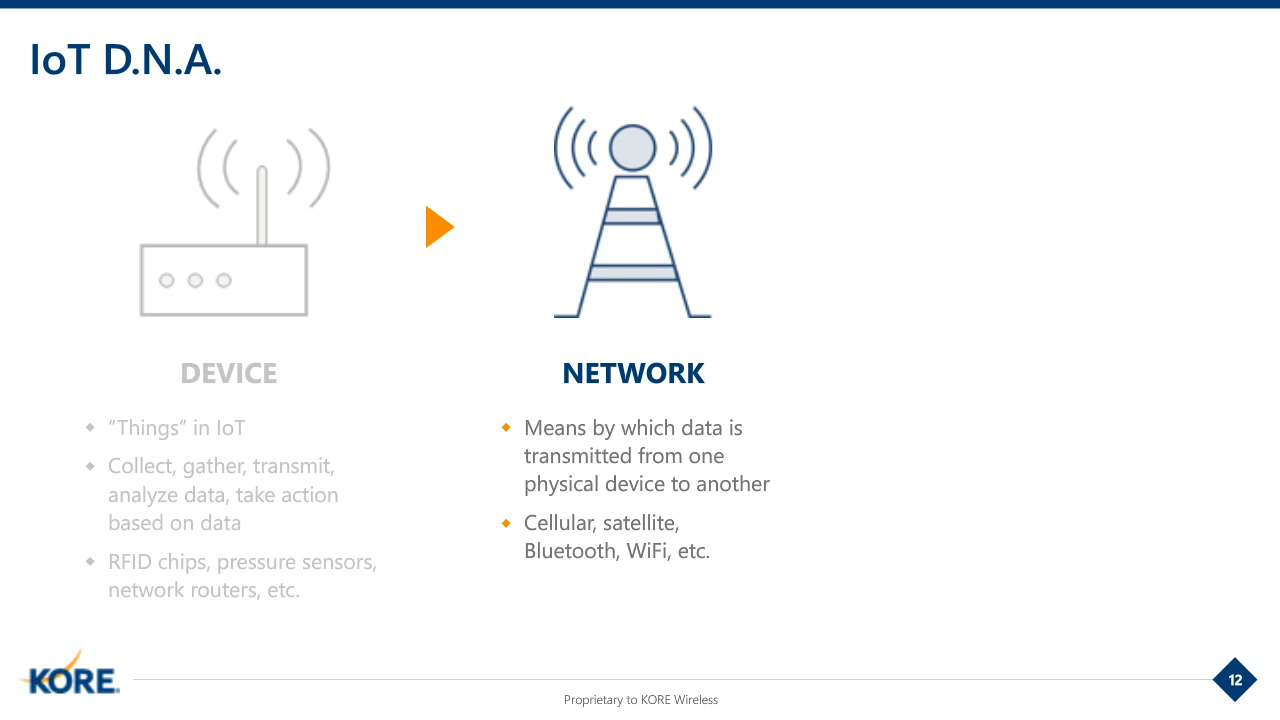 IoT D.N.A.
DEVICE
“Things” in IoT
Collect, gather, transmit,
analyze data, take action
based on data
RFID chips, pressure sensors,
network routers, etc.
NETWORK
Means by which data is
transmitted from one
physical device to another
Cellular, satellite,
Bluetooth, WiFi, etc.
KORE
Proprietary to KORE Wireless
12